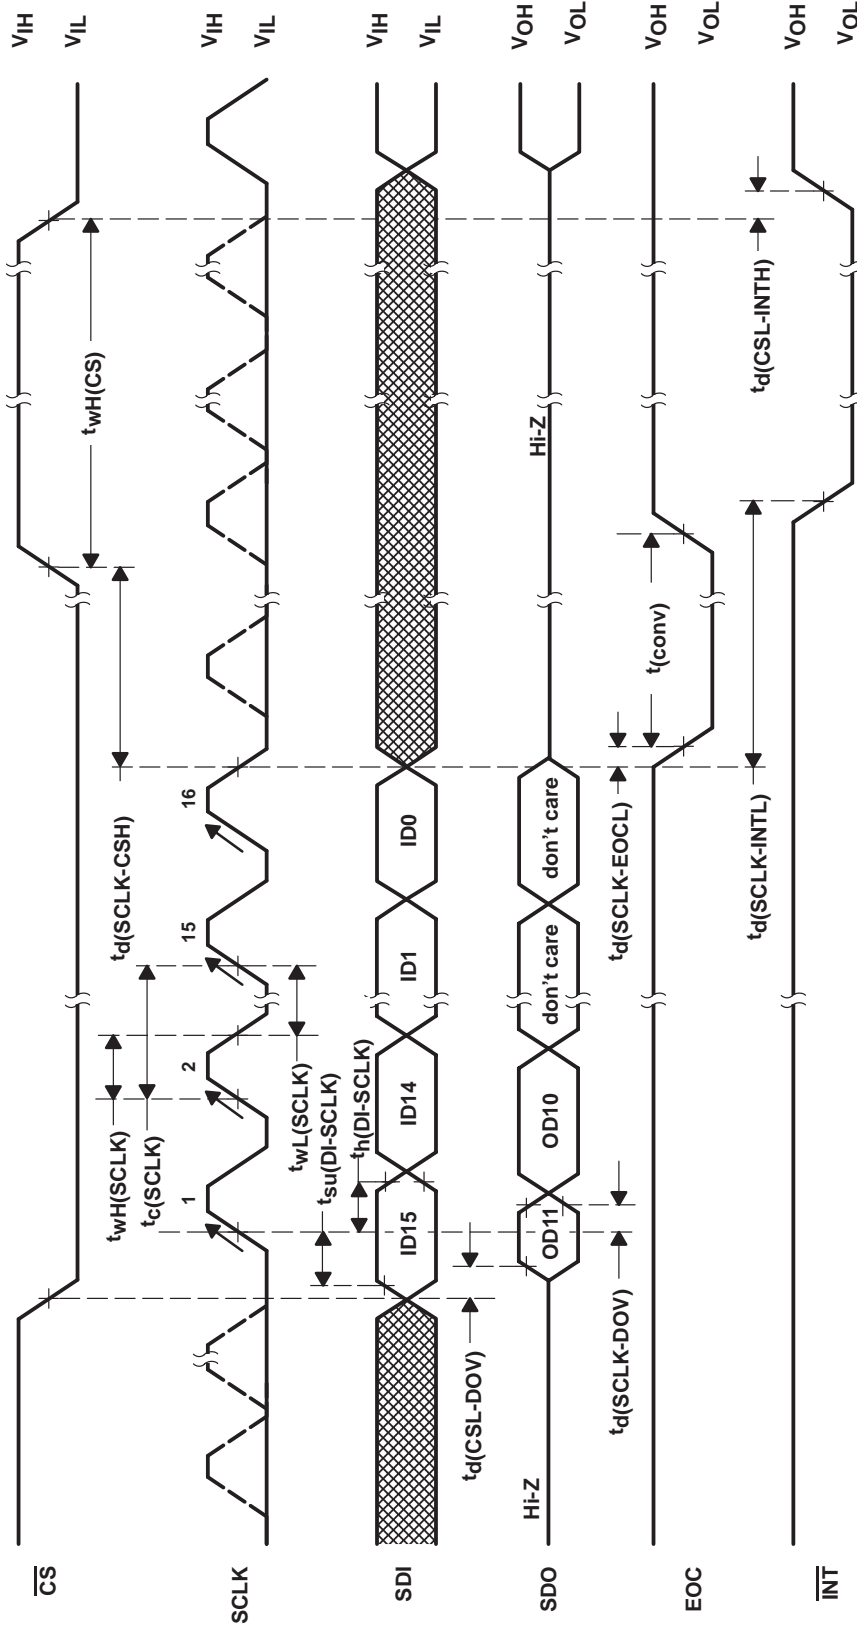 CS
VIH
VIL
twH(CS)
td(SCLK-CSH)
twH(SCLK)
tc(SCLK)
SCLK
1
2
15
16
VIH
VIL
twL(SCLK)
tsu(DI-SCLK)
th(DI-SCLK)
SDI
ID15
ID14
ID1
ID0
VIH
VIL
td(CSL-DOV)
SDO
Hi-Z
OD11
OD10
don't care
don't care
Hi-Z
VOH
VOL
td(SCLK-DOV)
td(SCLK-EOCL)
t(conv)
EOC
VOH
VOL
td(SCLK-INTL)
td(CSL-INTH)
INT
VOH
VOL